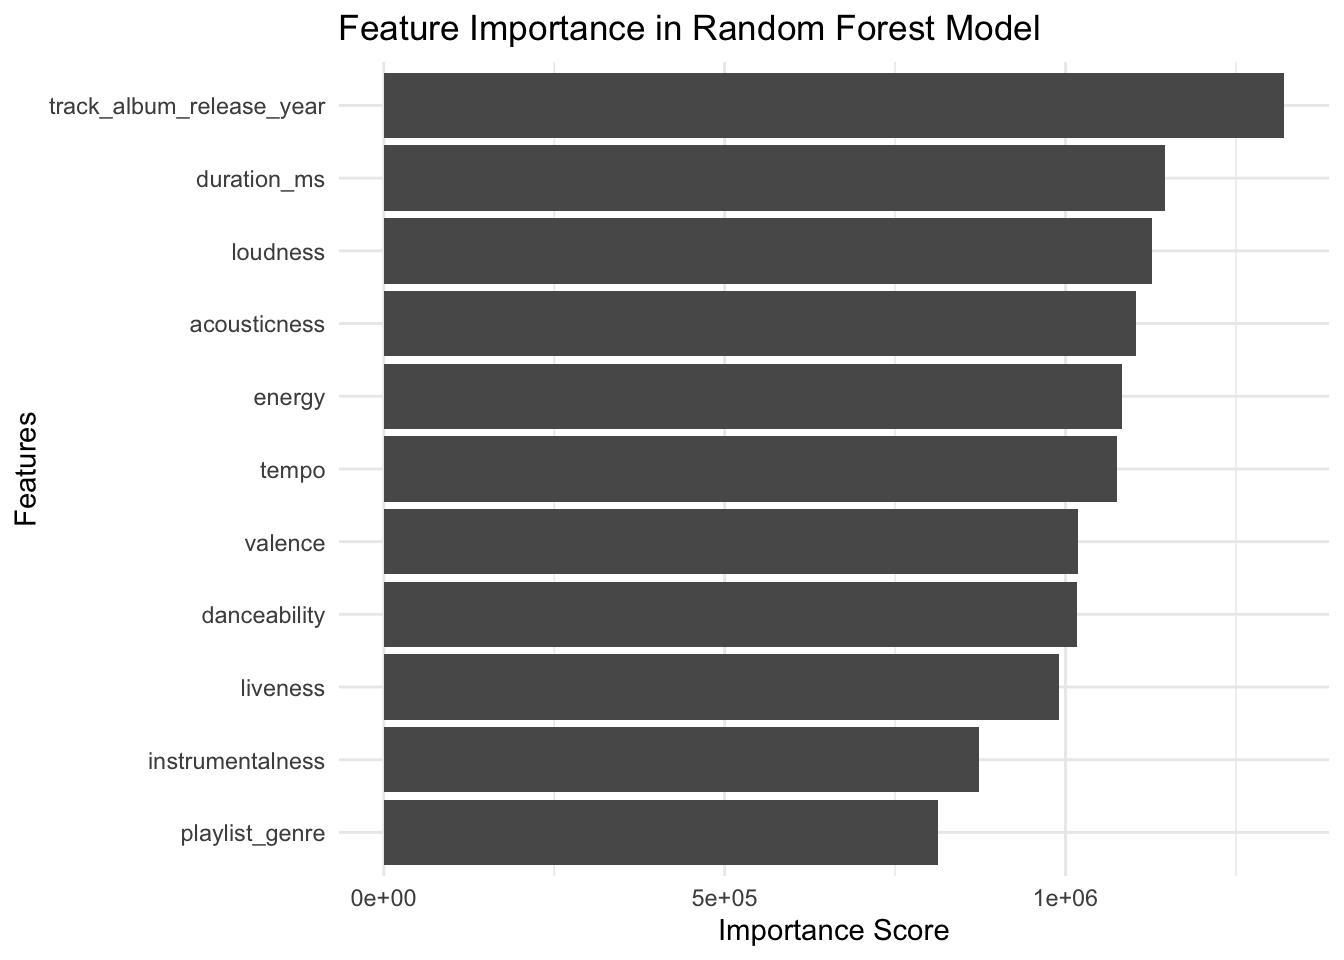 Feature Importance in Random Forest Model
track_album_release_year
duration_ms
loudness
acousticness
energy
tempo
valence
danceability
liveness
instrumentalness
playlist_genre
Features
0e+00 5e+05 1e+06
Importance Score